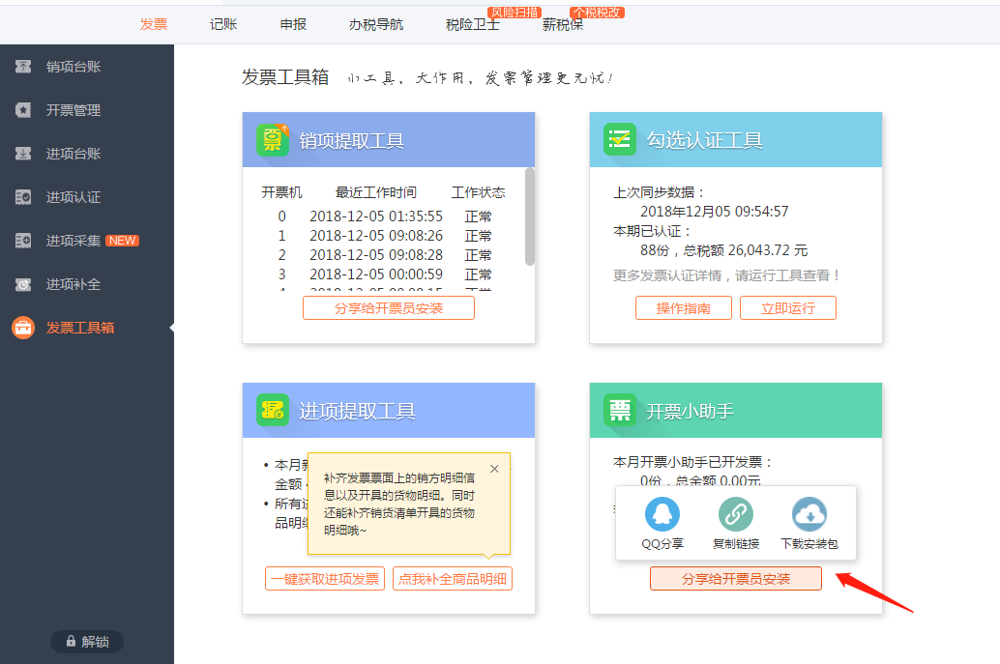 发票 记账 申报 办税导航 税险卫士 风险扫描 薪税保 个税税改
销项台账
开票管理
进项台账
进项认证
进项采集 NEW
进项补全
发票工具箱
解锁
发票工具箱 小工具，大作用，发票管理更无忧！
票 销项提取工具
开票机 最近工作时间 工作状态
0 2018-12-05 01:35:55 正常
1 2018-12-05 09:08:26 正常
2 2018-12-05 09:08:28 正常
3 2018-12-05 00:00:59 正常
分享给开票员安装
勾选认证工具
上次同步数据：
2018年12月05 09:54:57
本期已认证：
88份，总税额 26,043.72 元
更多发票认证详情，请运行工具查看！
操作指南 立即运行
进项提取工具
• 本月
金额
• 所有
品明
补齐发票票面上的销方明细信
息以及开具的货物明细。同时
还能补齐销货清单开具的货物
明细哦~
一键获取进项发票 点我补全商品明细
票 开票小助手
本月开票小助手已开发票：
0份，总金额 0.00元
QQ分享 复制链接 下载安装包
分享给开票员安装